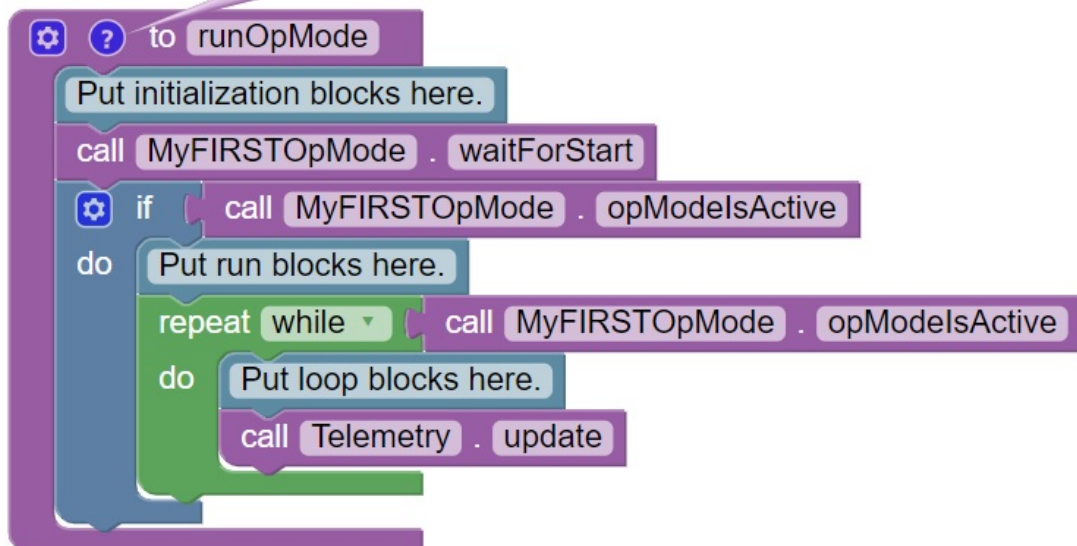 ? to runOpMode
Put initialization blocks here.
call MyFIRSTOpMode . waitForStart
if call MyFIRSTOpMode . opModeIsActive
do Put run blocks here.
repeat while ▾ call MyFIRSTOpMode . opModeIsActive
do Put loop blocks here.
call Telemetry . update